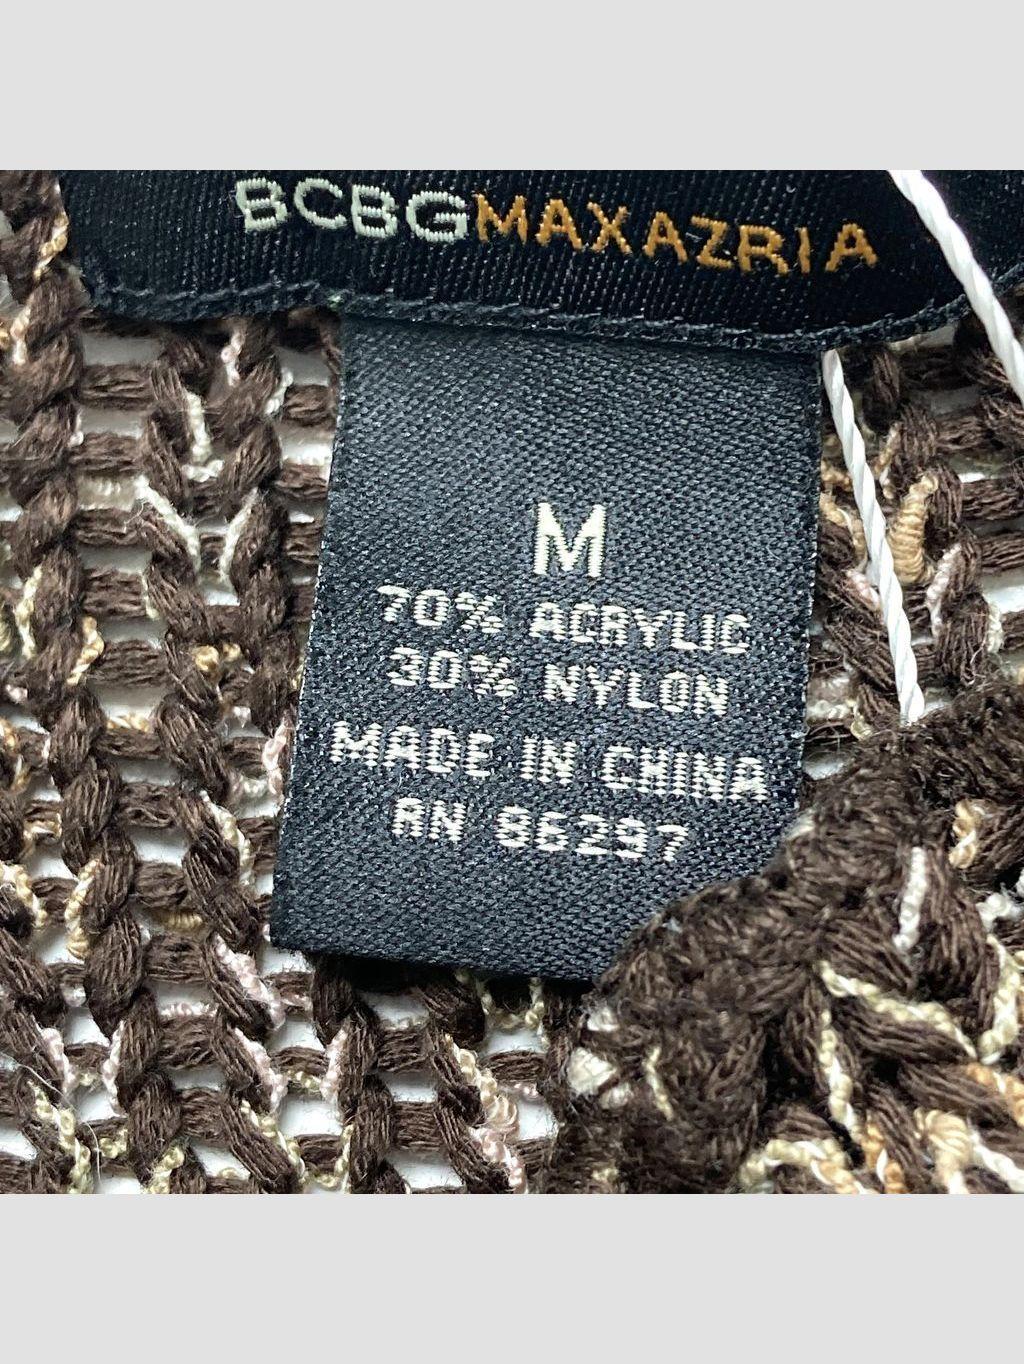 BCBGMAXAZRIA
M
70% ACRYLIC
30% NYLON
MADE IN CHINA
RN 86297